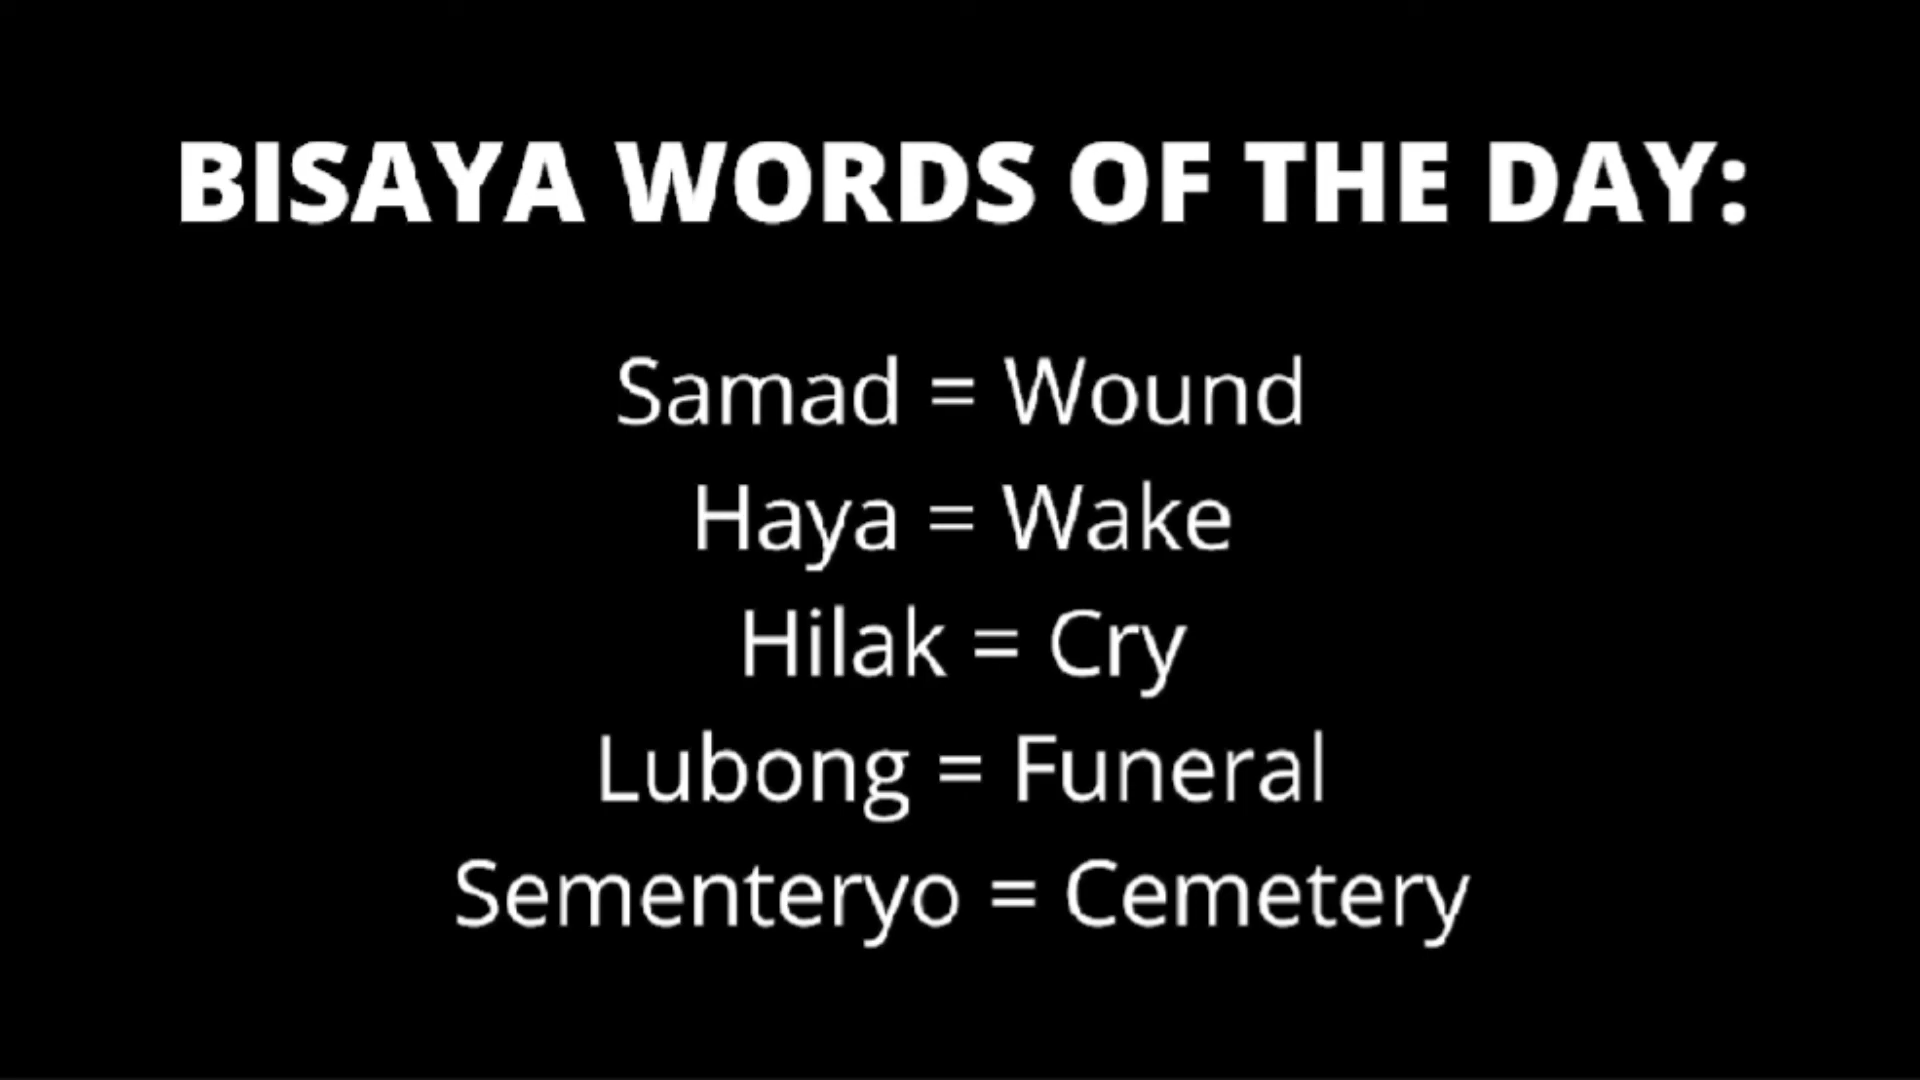 BISAYA WORDS OF THE DAY:
Samad = Wound
Haya = Wake
Hilak = Cry
Lubong = Funeral
Sementeryo = Cemetery